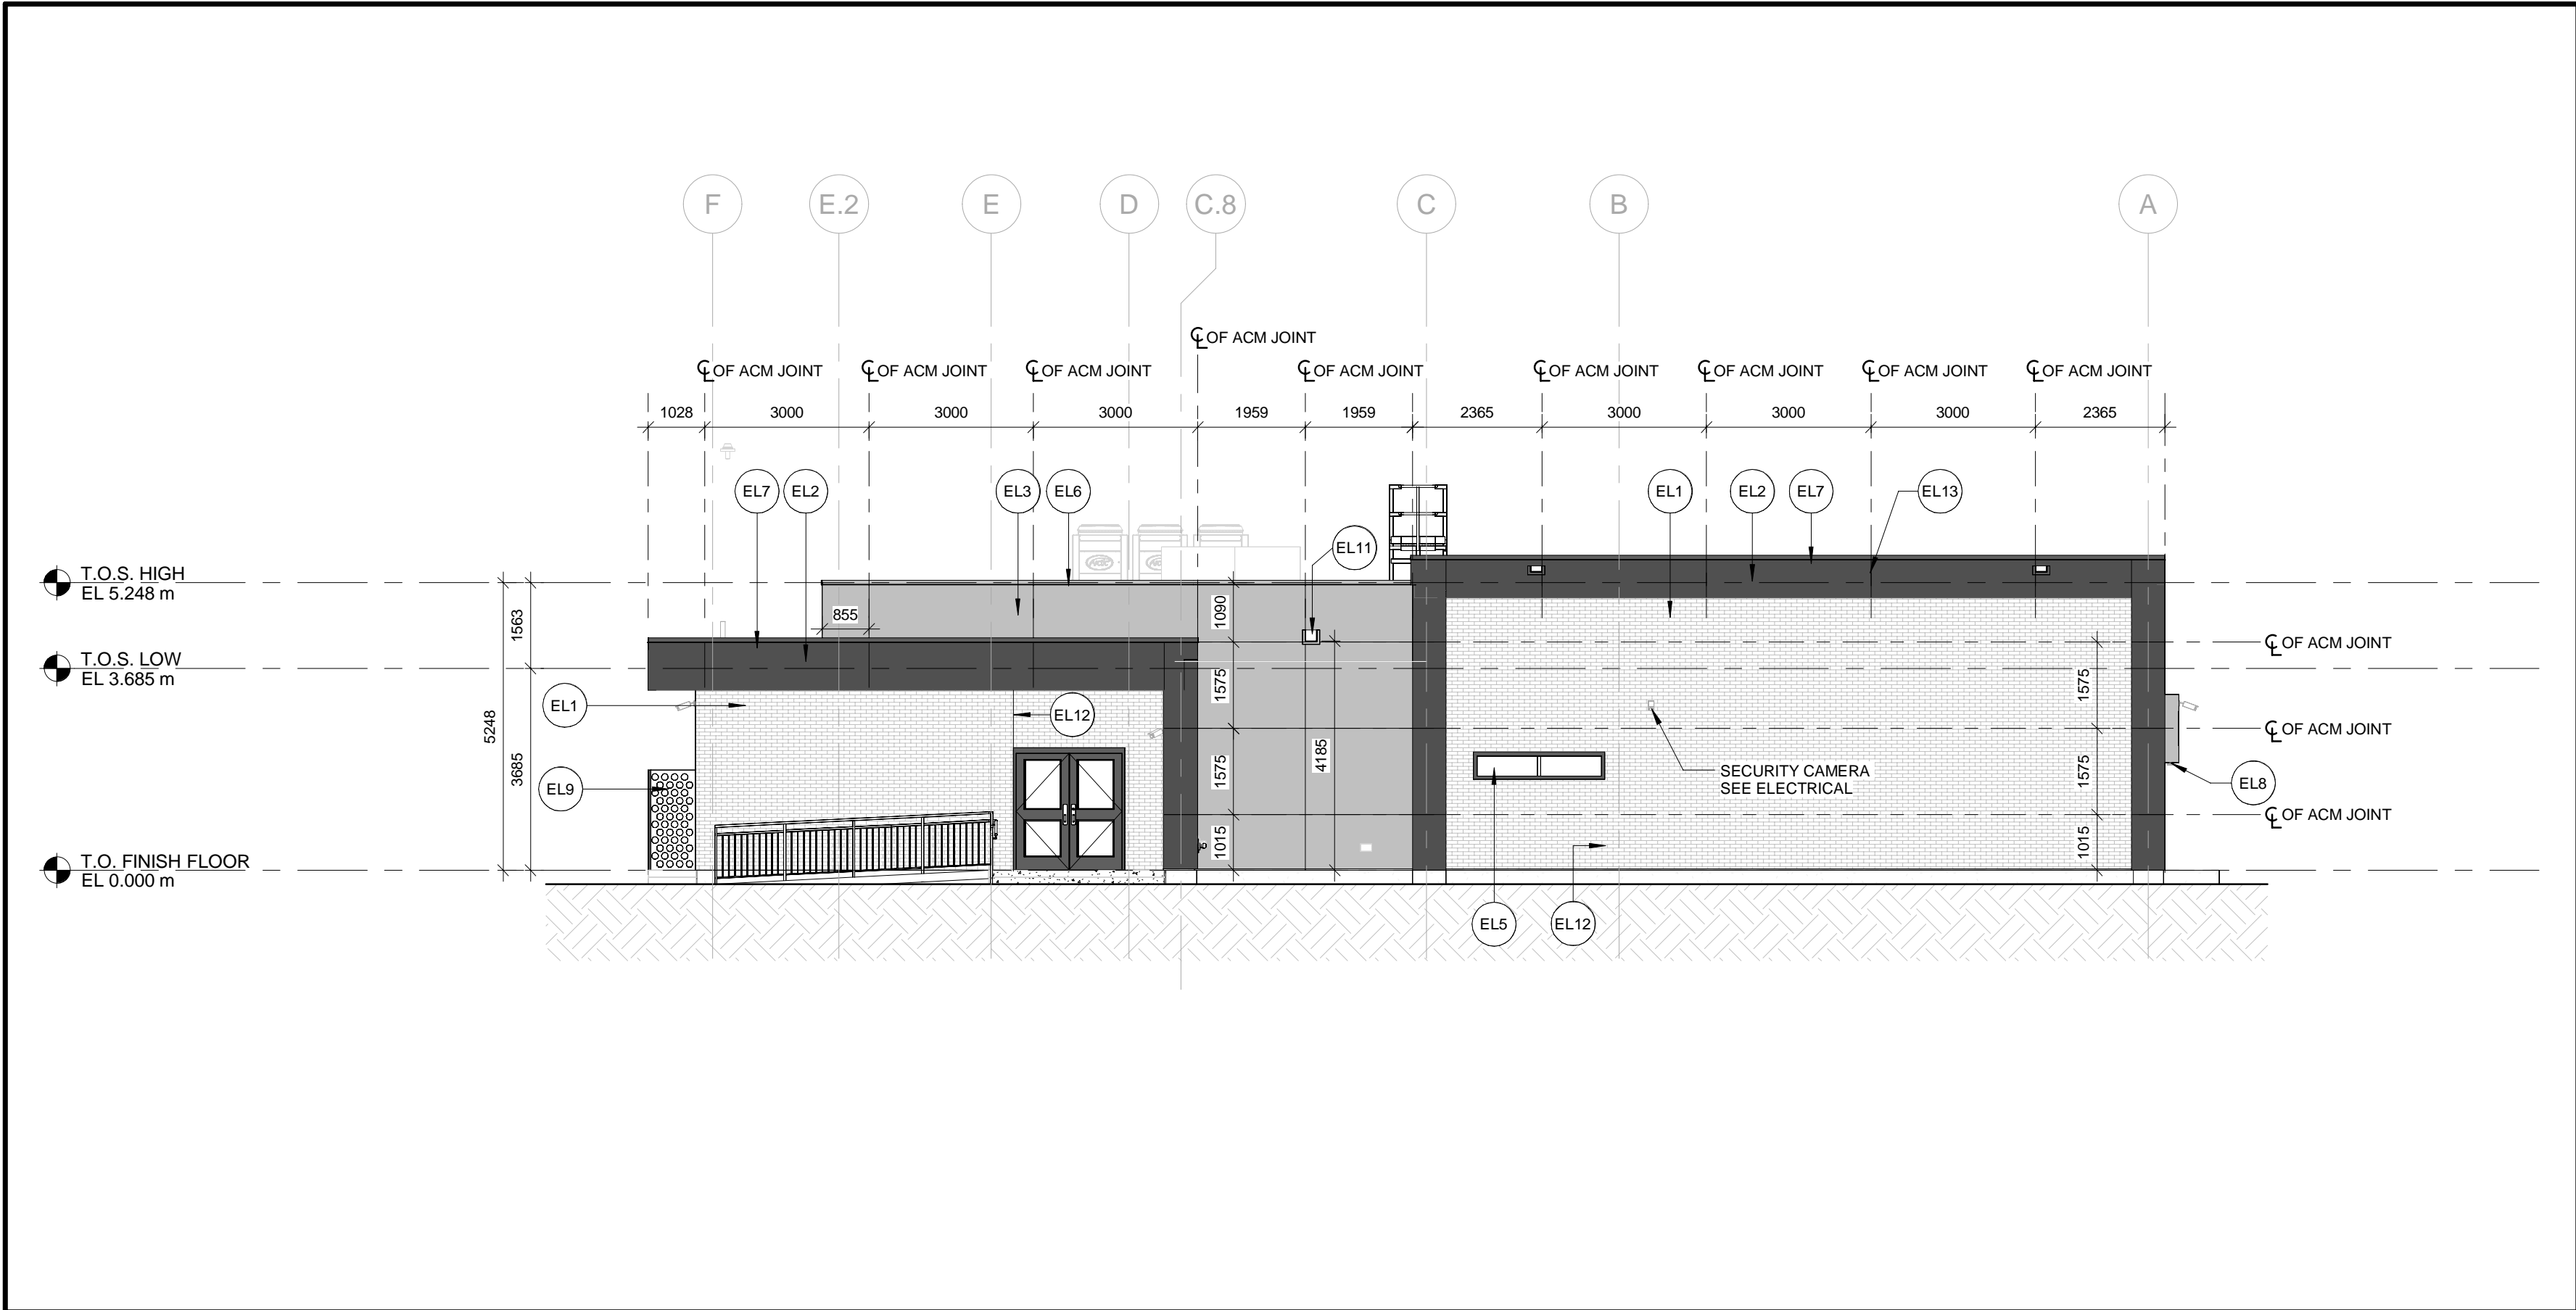 F E.2 E D C.8 C B A
℄ OF ACM JOINT
℄ OF ACM JOINT ℄ OF ACM JOINT ℄ OF ACM JOINT ℄ OF ACM JOINT ℄ OF ACM JOINT ℄ OF ACM JOINT ℄ OF ACM JOINT ℄ OF ACM JOINT
1028 3000 3000 3000 1959 1959 2365 3000 3000 3000 2365
EL7 EL2 EL3 EL6 EL1 EL2 EL7 EL13
EL11
T.O.S. HIGH
EL 5.248 m
1563
855
1090
℄ OF ACM JOINT
T.O.S. LOW
EL 3.685 m
1575
1575
EL1
EL12
5248
℄ OF ACM JOINT
3685
4185
1575
1575
SECURITY CAMERA
SEE ELECTRICAL
EL9
EL8
℄ OF ACM JOINT
1015
1015
T.O. FINISH FLOOR
EL 0.000 m
EL5 EL12